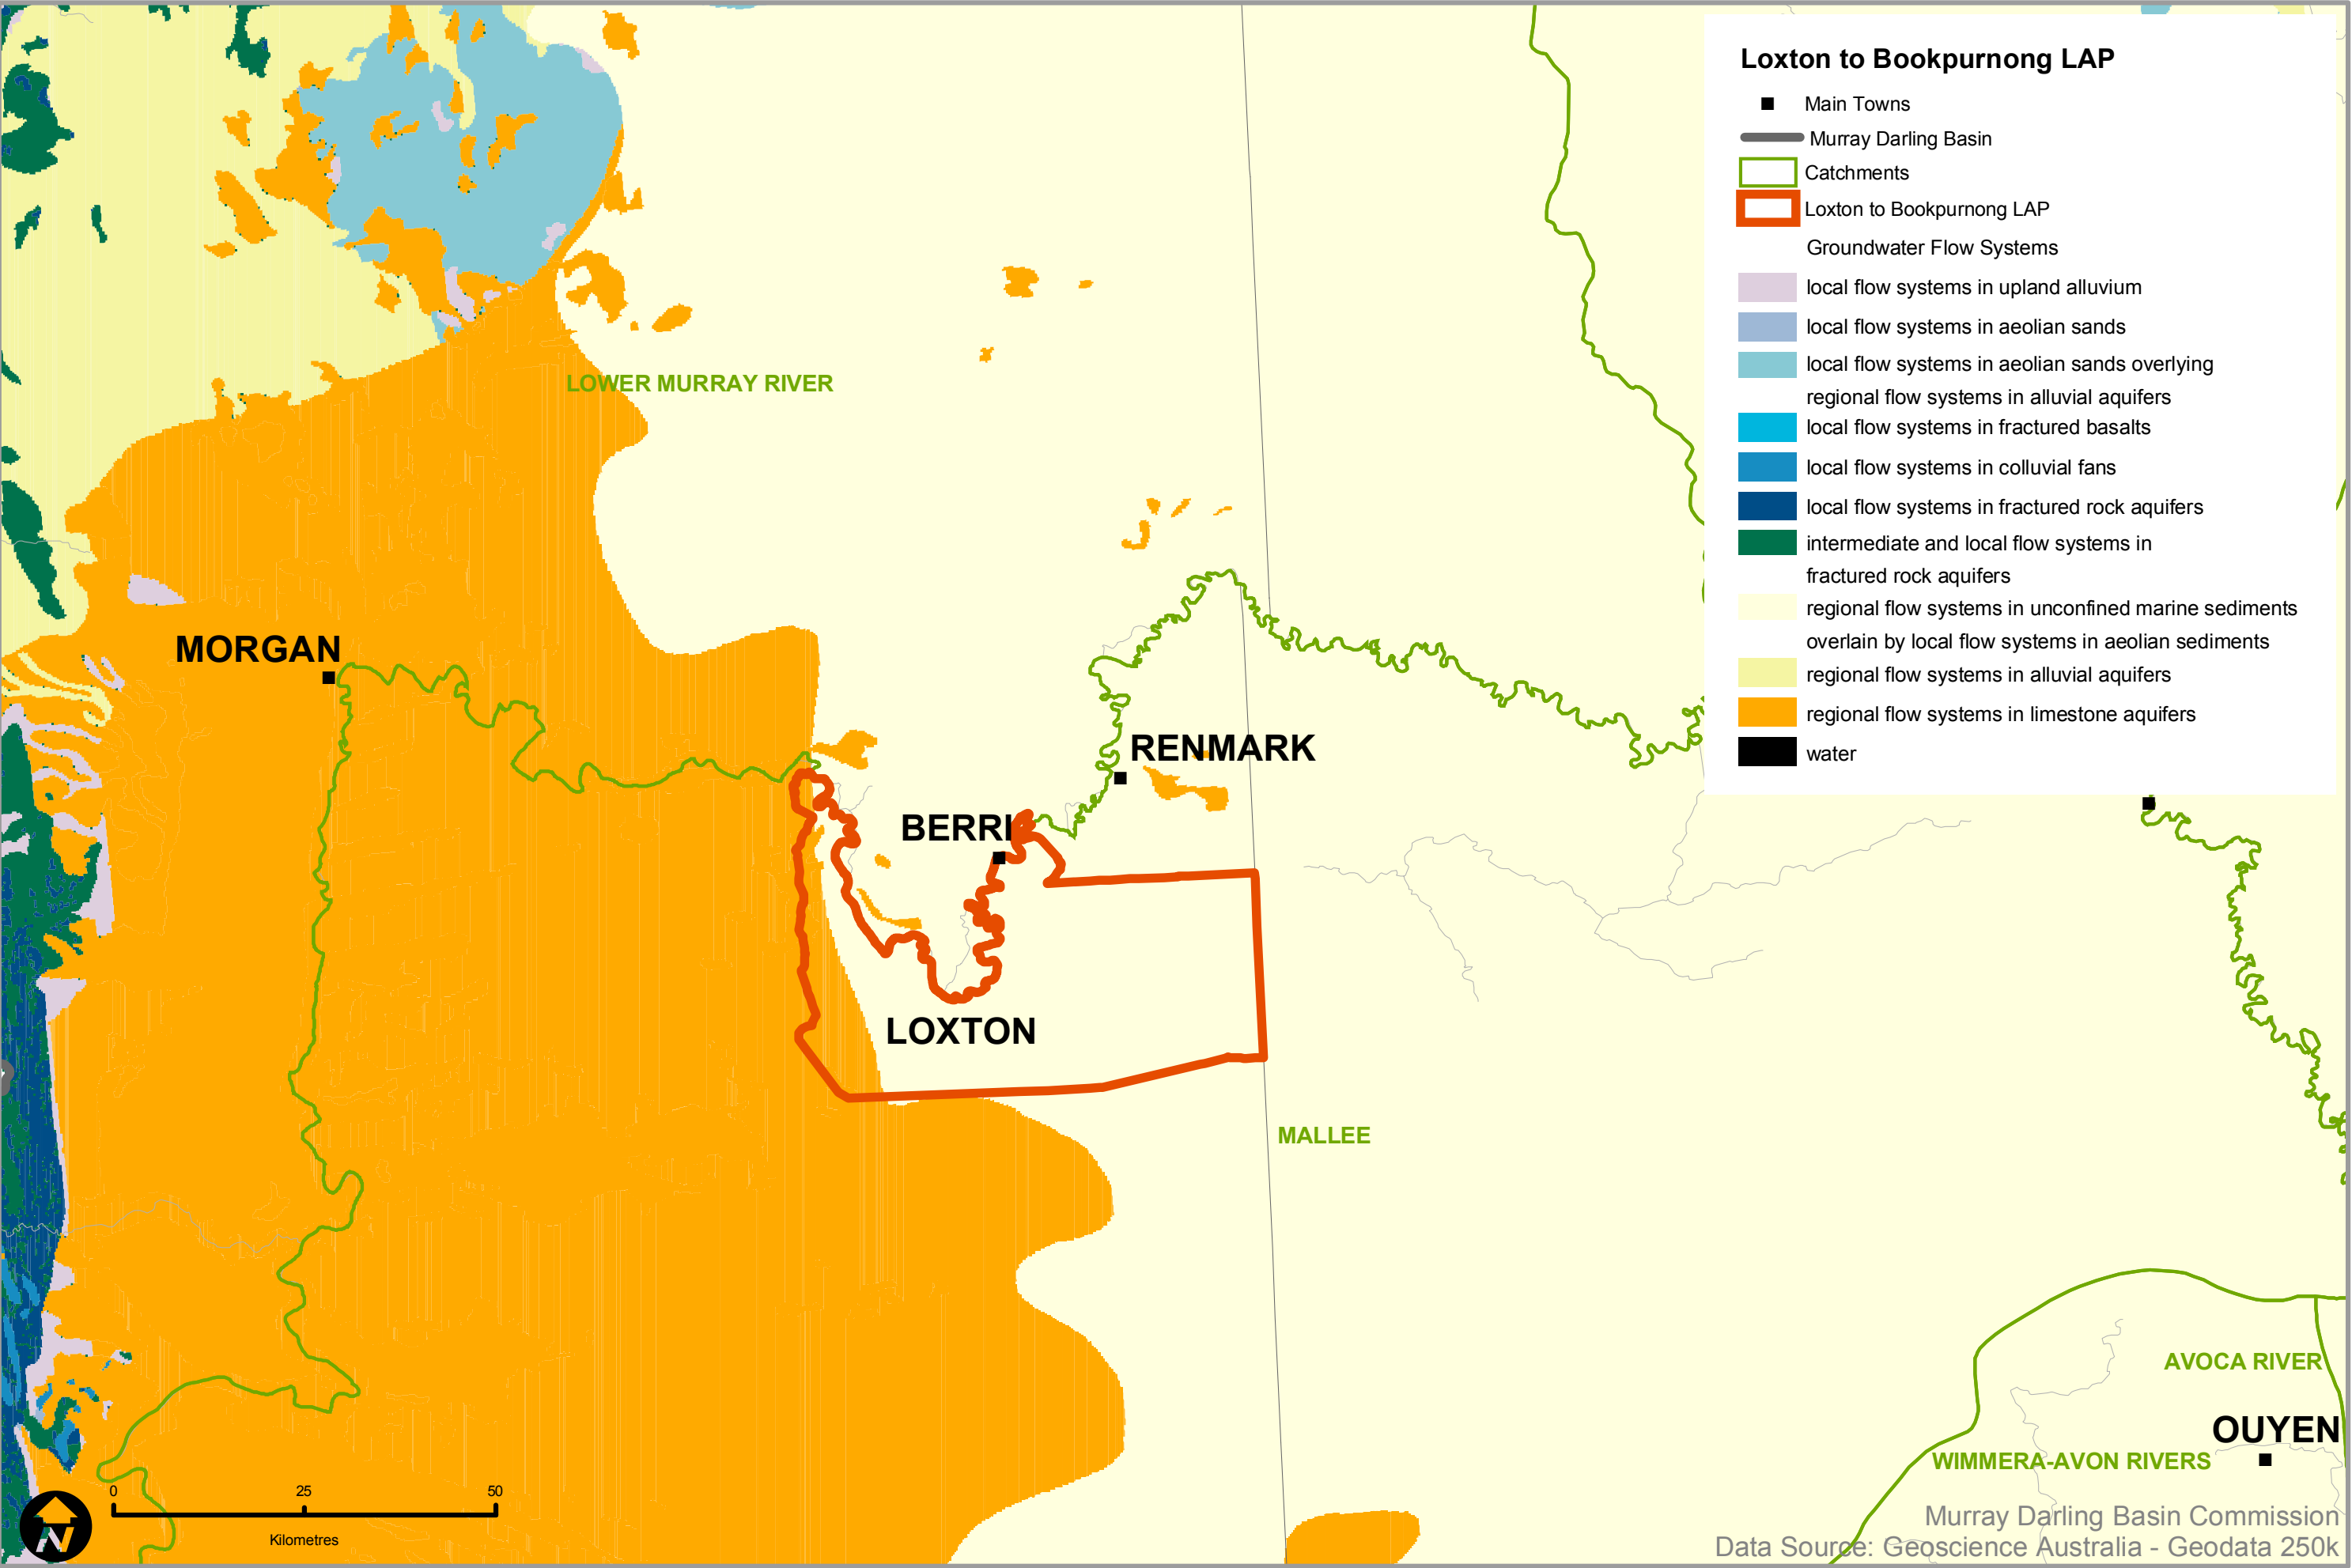 Loxton to Bookpurnong LAP
Main Towns
Murray Darling Basin
Catchments
Loxton to Bookpurnong LAP
Groundwater Flow Systems
local flow systems in upland alluvium
local flow systems in aeolian sands
local flow systems in aeolian sands overlying
regional flow systems in alluvial aquifers
local flow systems in fractured basalts
local flow systems in colluvial fans
local flow systems in fractured rock aquifers
intermediate and local flow systems in
fractured rock aquifers
regional flow systems in unconfined marine sediments
overlain by local flow systems in aeolian sediments
regional flow systems in alluvial aquifers
regional flow systems in limestone aquifers
water
LOWER MURRAY RIVER
MORGAN
RENMARK
BERRI
LOXTON
MALLEE
AVOCA RIVER
OUYEN
WIMMERA-AVON RIVERS
0 25 50
Kilometres
N
Murray Darling Basin Commission
Data Source: Geoscience Australia - Geodata 250k